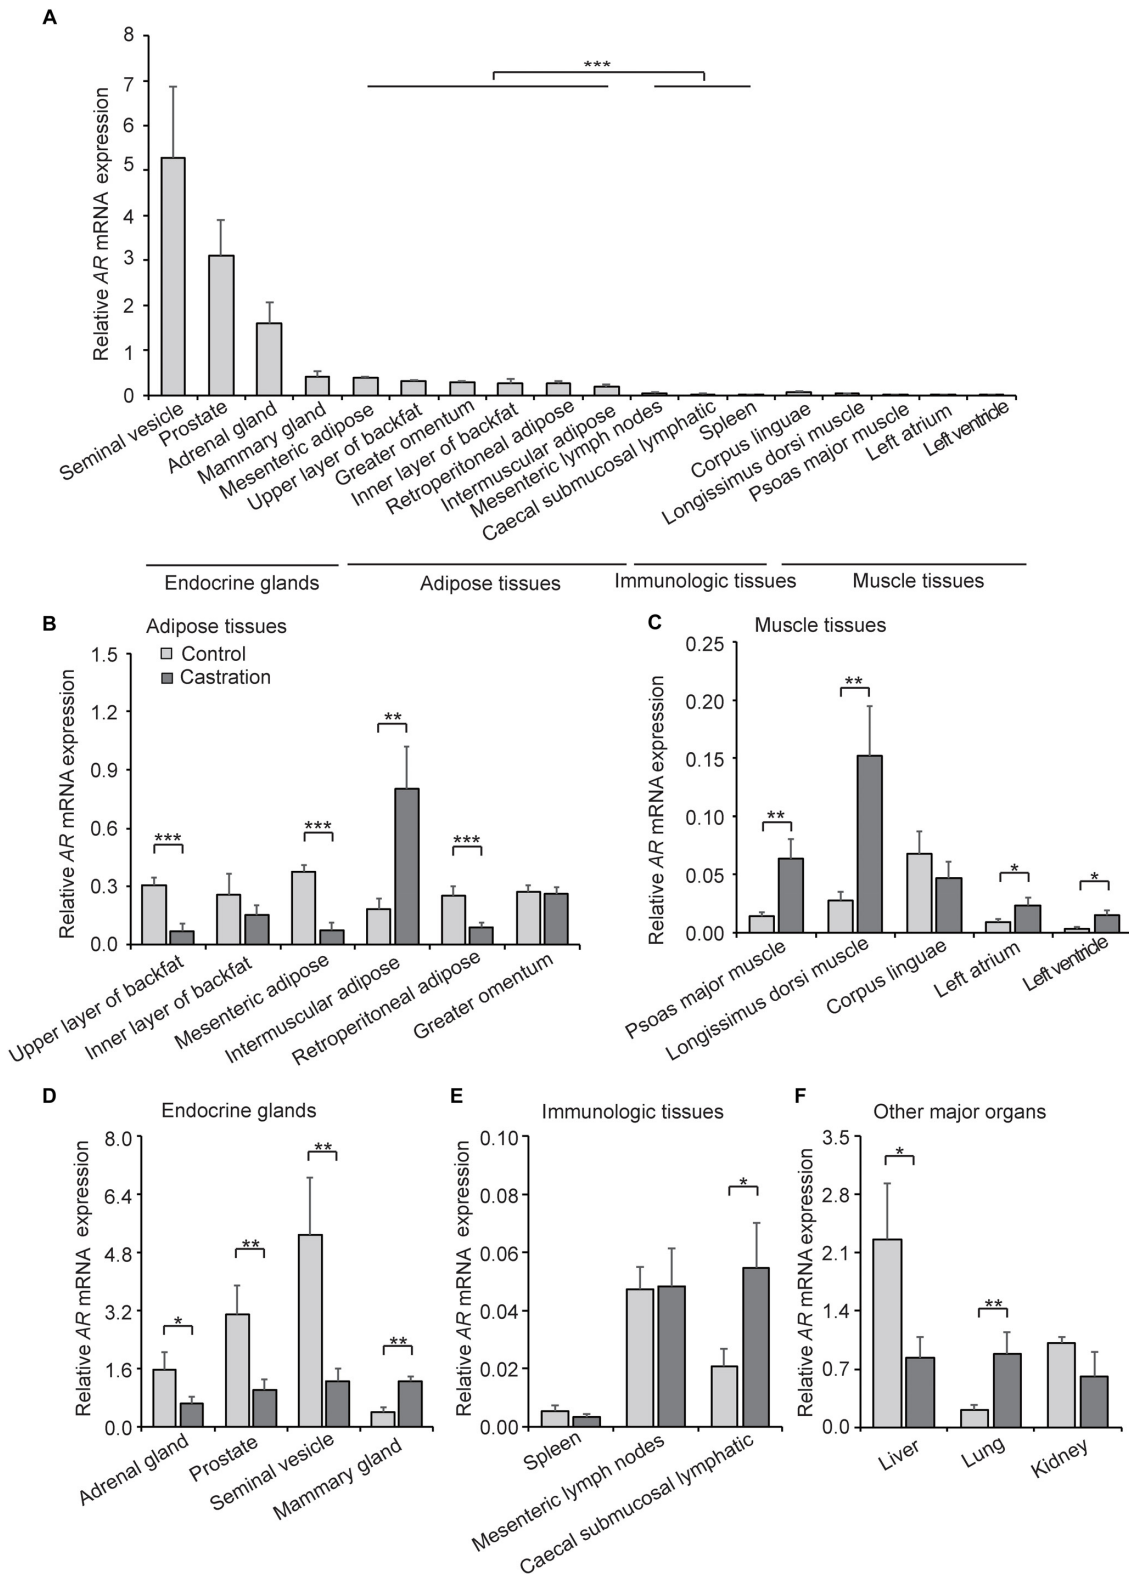 A
Relative AR mRNA expression
8
7
6
5
4
3
2
1
0
***
Seminal vesicle
Prostate
Adrenal gland
Mammary gland
Mesenteric adipose
Upper layer of backfat
Greater omentum
Inner layer of backfat
Retroperitoneal adipose
Intermuscular adipose
Mesenteric lymph nodes
Caecal submucosal lymphatic
Spleen
Corpus linguae
Longissimus dorsi muscle
Psoas major muscle
Left atrium
Left ventricle
Endocrine glands
Adipose tissues
Immunologic tissues
Muscle tissues
B
Adipose tissues
Control
Castration
Relative AR mRNA expression
1.5
1.2
0.9
0.6
0.3
0.0
***
***
**
***
Upper layer of backfat
Inner layer of backfat
Mesenteric adipose
Intermuscular adipose
Retroperitoneal adipose
Greater omentum
C
Muscle tissues
Relative AR mRNA expression
0.25
0.20
0.15
0.10
0.05
0.00
**
**
*
*
Psoas major muscle
Longissimus dorsi muscle
Corpus linguae
Left atrium
Left ventricle
D
Endocrine glands
Relative AR mRNA expression
8.0
6.4
4.8
3.2
1.6
0.0
*
**
**
**
Adrenal gland
Prostate
Seminal vesicle
Mammary gland
E
Immunologic tissues
Relative AR mRNA expression
0.10
0.08
0.06
0.04
0.02
0.00
*
Spleen
Mesenteric lymph nodes
Caecal submucosal lymphatic
F
Other major organs
Relative AR mRNA expression
3.5
2.8
2.1
1.4
0.7
0.0
*
**
Liver
Lung
Kidney